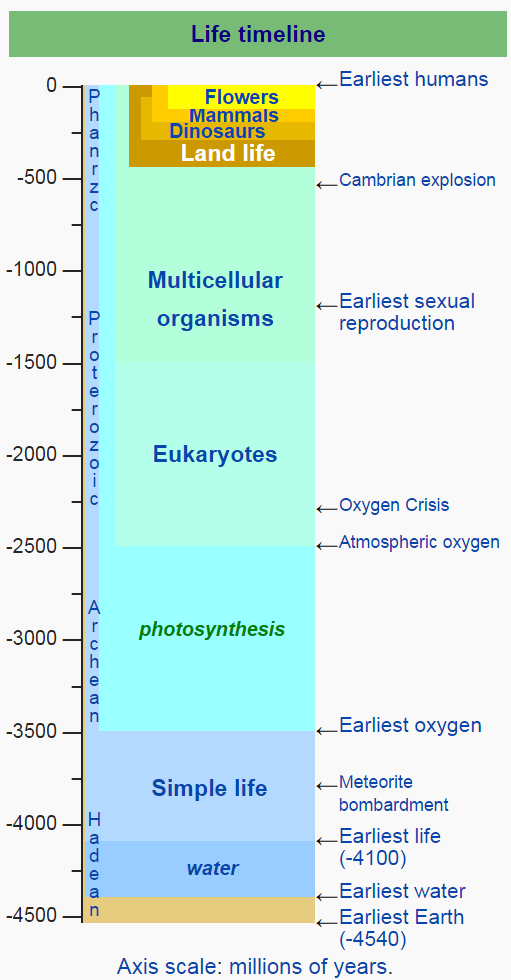 Life timeline
0
-500
-1000
-1500
-2000
-2500
-3000
-3500
-4000
-4500
Phanrzc
Proterozoic
Archean
Hadean
Flowers
Mammals
Dinosaurs
Land life
Multicellular
organisms
Eukaryotes
photosynthesis
Simple life
water
Earliest humans
Cambrian explosion
Earliest sexual
reproduction
Oxygen Crisis
Atmospheric oxygen
Earliest oxygen
Meteorite
bombardment
Earliest life
(-4100)
Earliest water
Earliest Earth
(-4540)
Axis scale: millions of years.